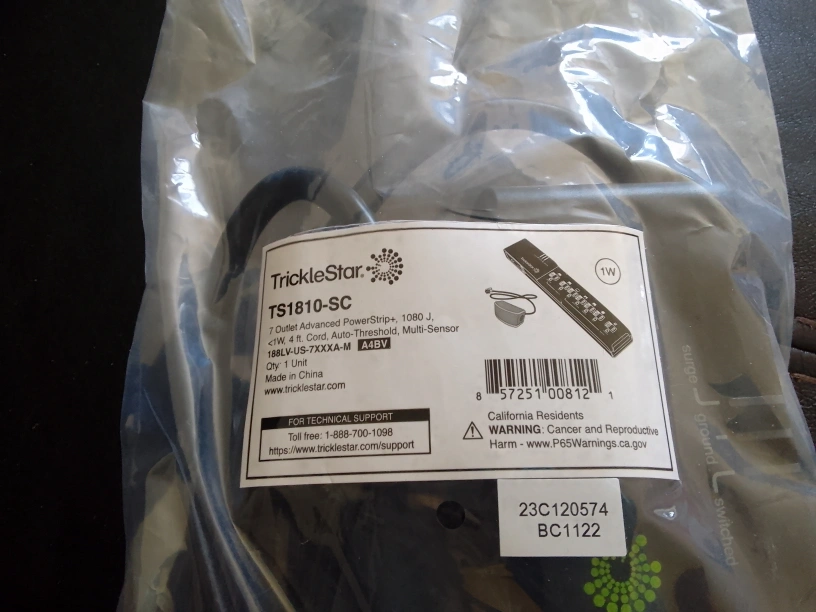 TrickleStar®
1W
TS1810-SC
7 Outlet Advanced PowerStrip+, 1080 J,
<1W, 4 ft. Cord, Auto-Threshold, Multi-Sensor
188LV-US-7XXXA-M A4BV
Qty: 1 Unit
Made in China
www.tricklestar.com
8 57251 00812 1
FOR TECHNICAL SUPPORT
Toll free: 1-888-700-1098
https://www.tricklestar.com/support
California Residents
WARNING: Cancer and Reproductive
Harm - www.P65Warnings.ca.gov
23C120574
BC1122
surge
ground
switched